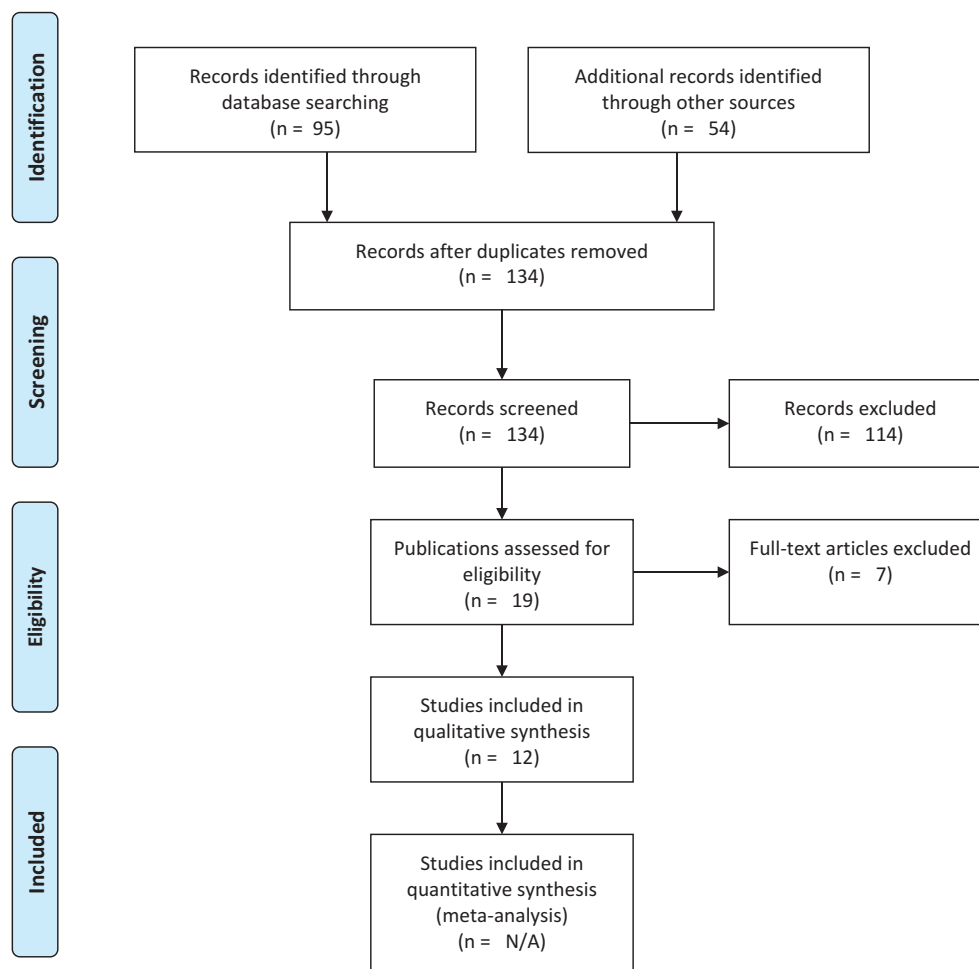 Identification
Records identified through
database searching
(n = 95)
Additional records identified
through other sources
(n = 54)
Records after duplicates removed
(n = 134)
Screening
Records screened
(n = 134)
Records excluded
(n = 114)
Eligibility
Publications assessed for
eligibility
(n = 19)
Full-text articles excluded
(n = 7)
Studies included in
qualitative synthesis
(n = 12)
Included
Studies included in
quantitative synthesis
(meta-analysis)
(n = N/A)